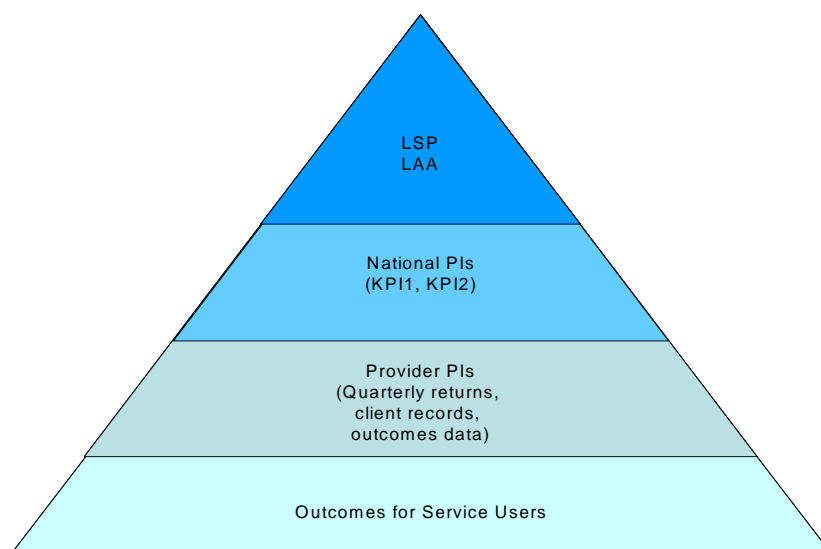 LSP
LAA
National PIs
(KPI1, KPI2)
Provider PIs
(Quarterly returns,
client records,
outcomes data)
Outcomes for Service Users